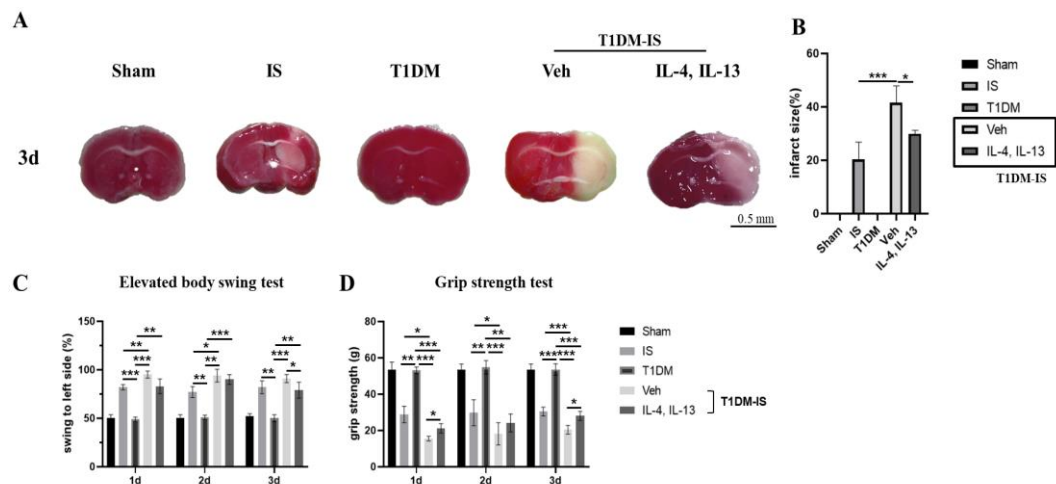 A
T1DM-IS
Sham IS T1DM Veh IL-4, IL-13
3d
0.5 mm
B
infarct size(%)
60
40
20
0
*** *
Sham IS T1DM Veh IL-4, IL-13
Sham
IS
T1DM
Veh
IL-4, IL-13
T1DM-IS
C Elevated body swing test
swing to left side (%)
150
100
50
0
** *** **
** * ***
*** ** ***
*** ** ** *
1d 2d 3d
D Grip strength test
grip strength (g)
80
60
40
20
0
* * ***
*** ** ***
** *** ** *** *** ***
* *
1d 2d 3d
Sham
IS
T1DM
Veh
IL-4, IL-13
T1DM-IS